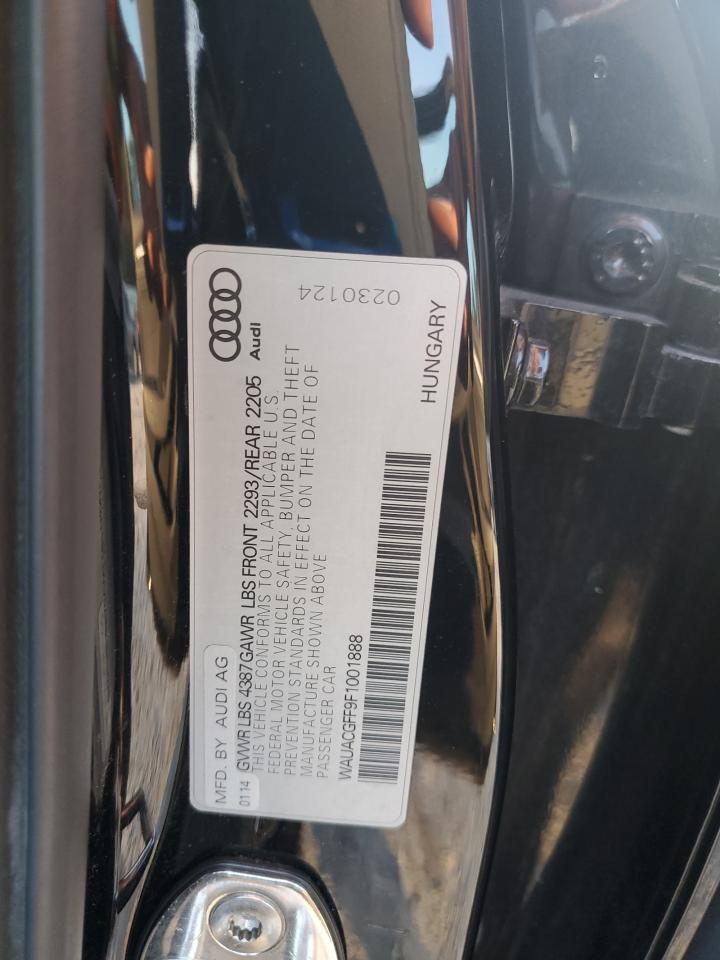 MFD. BY AUDI AG
01 14 GVWR LBS 4387GAWR LBS FRONT 2293/REAR 2205
THIS VEHICLE CONFORMS TO ALL APPLICABLE U.S.
FEDERAL MOTOR VEHICLE SAFETY, BUMPER AND THEFT
PREVENTION STANDARDS IN EFFECT ON THE DATE OF
MANUFACTURE SHOWN ABOVE
PASSENGER CAR
WAUACGFF9F1001888
HUNGARY
Audi
0230124